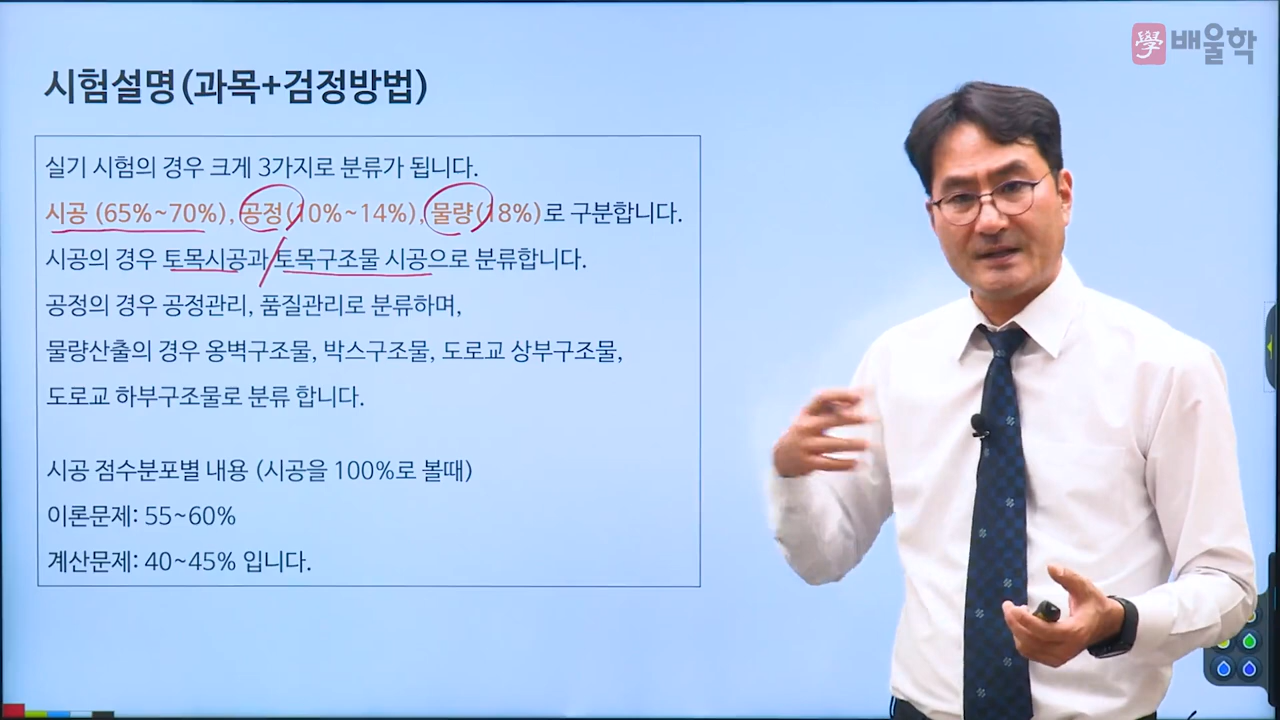 學 배울학
시험설명(과목+검정방법)
실기 시험의 경우 크게 3가지로 분류가 됩니다.
시공 (65%~70%), 공정(10%~14%), 물량(18%)로 구분합니다.
시공의 경우 토목시공과 토목구조물 시공으로 분류합니다.
공정의 경우 공정관리, 품질관리로 분류하며,
물량산출의 경우 옹벽구조물, 박스구조물, 도로교 상부구조물,
도로교 하부구조물로 분류 합니다.
시공 점수분포별 내용 (시공을 100%로 볼때)
이론문제: 55~60%
계산문제: 40~45% 입니다.